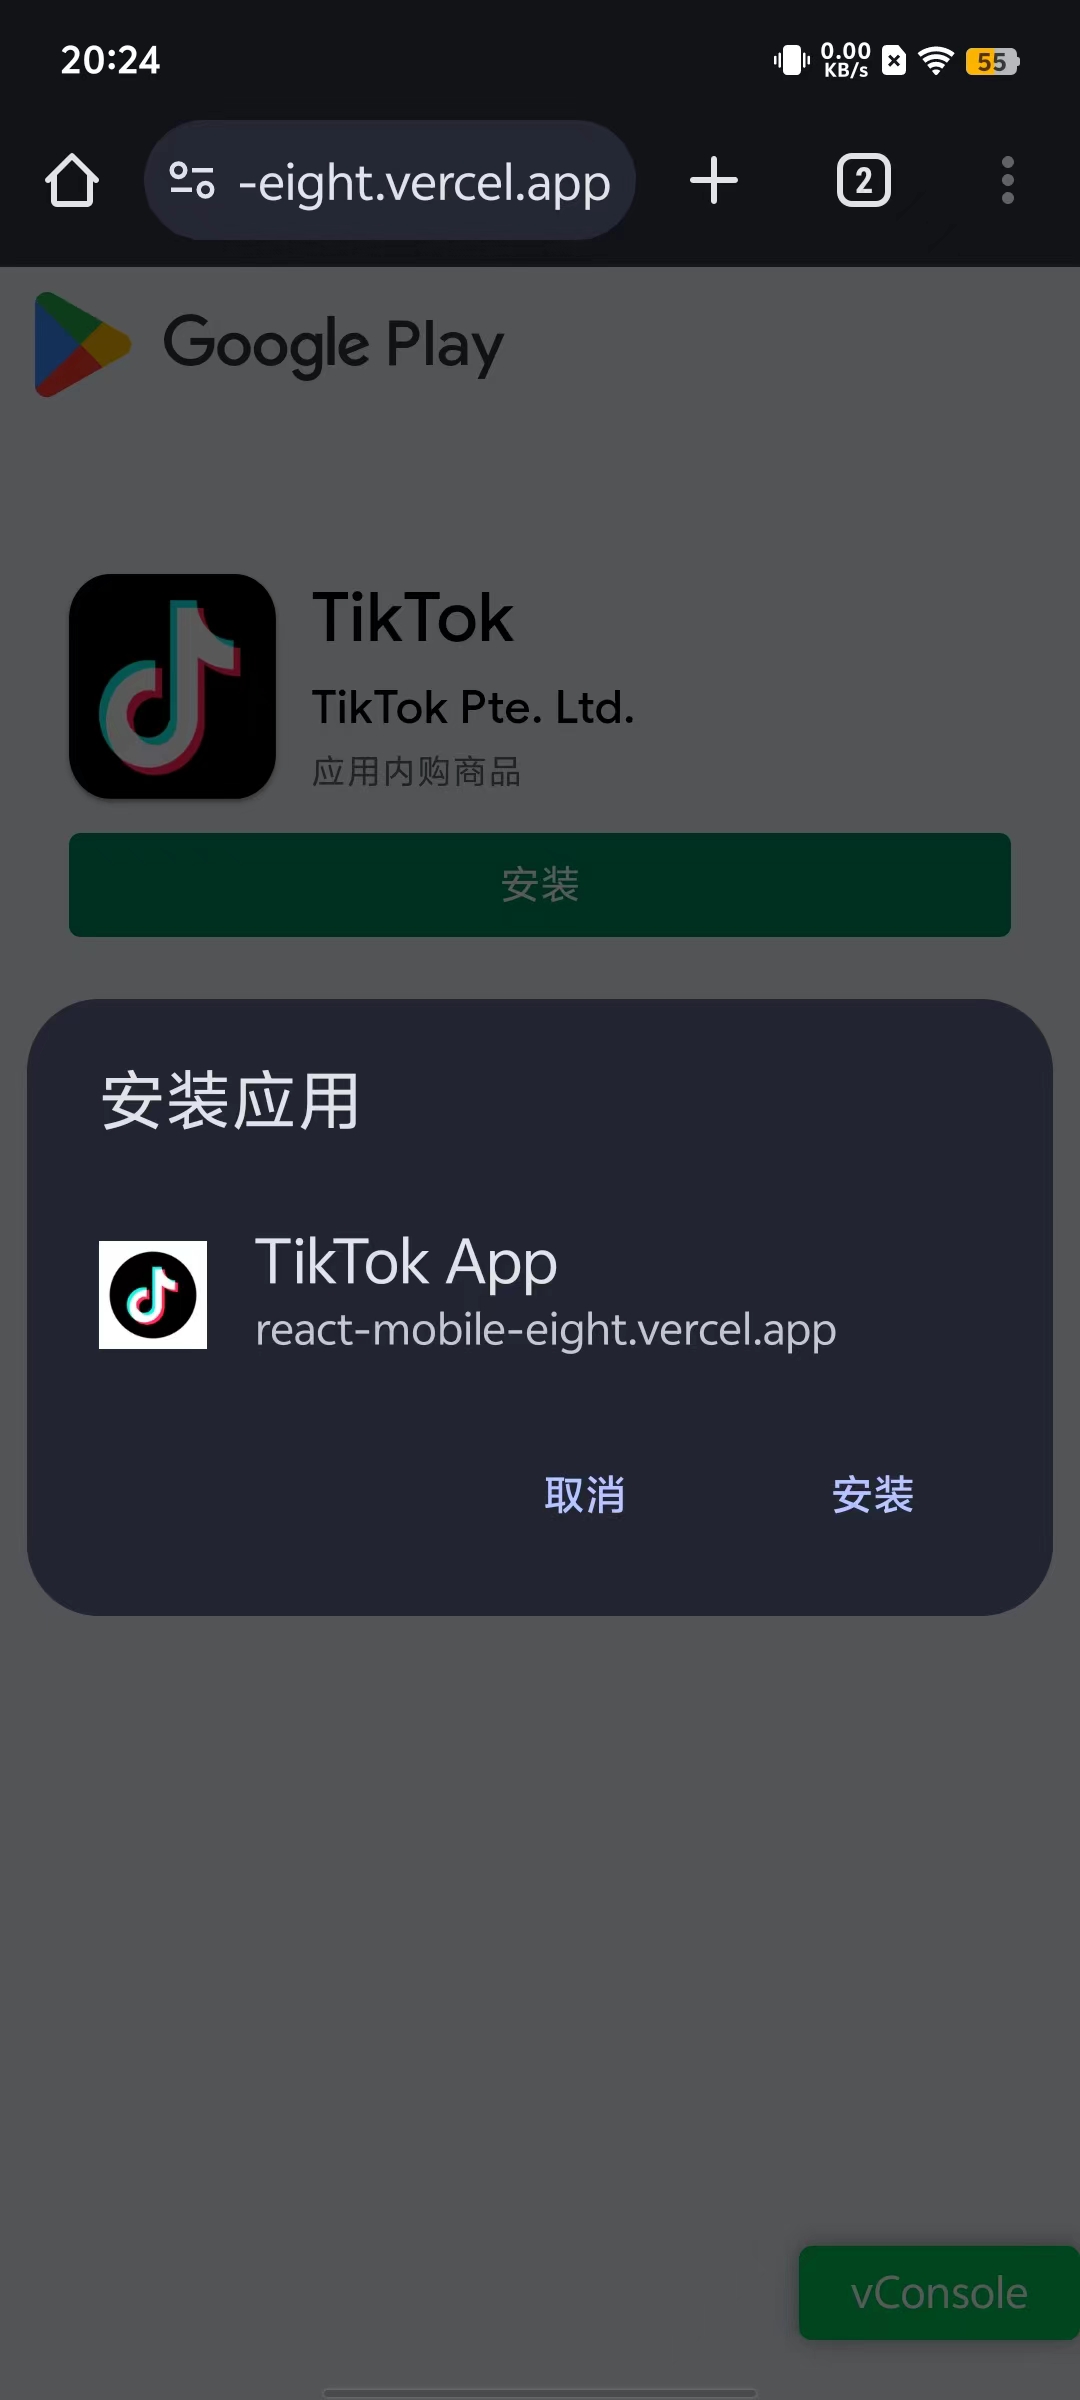 20:24
0.00
KB/s
55
-eight.vercel.app
2
Google Play
TikTok
TikTok Pte. Ltd.
应用内购商品
安装
安装应用
TikTok App
react-mobile-eight.vercel.app
取消
安装
vConsole